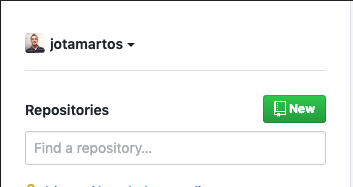 jotamartos
Repositories
New
Find a repository...